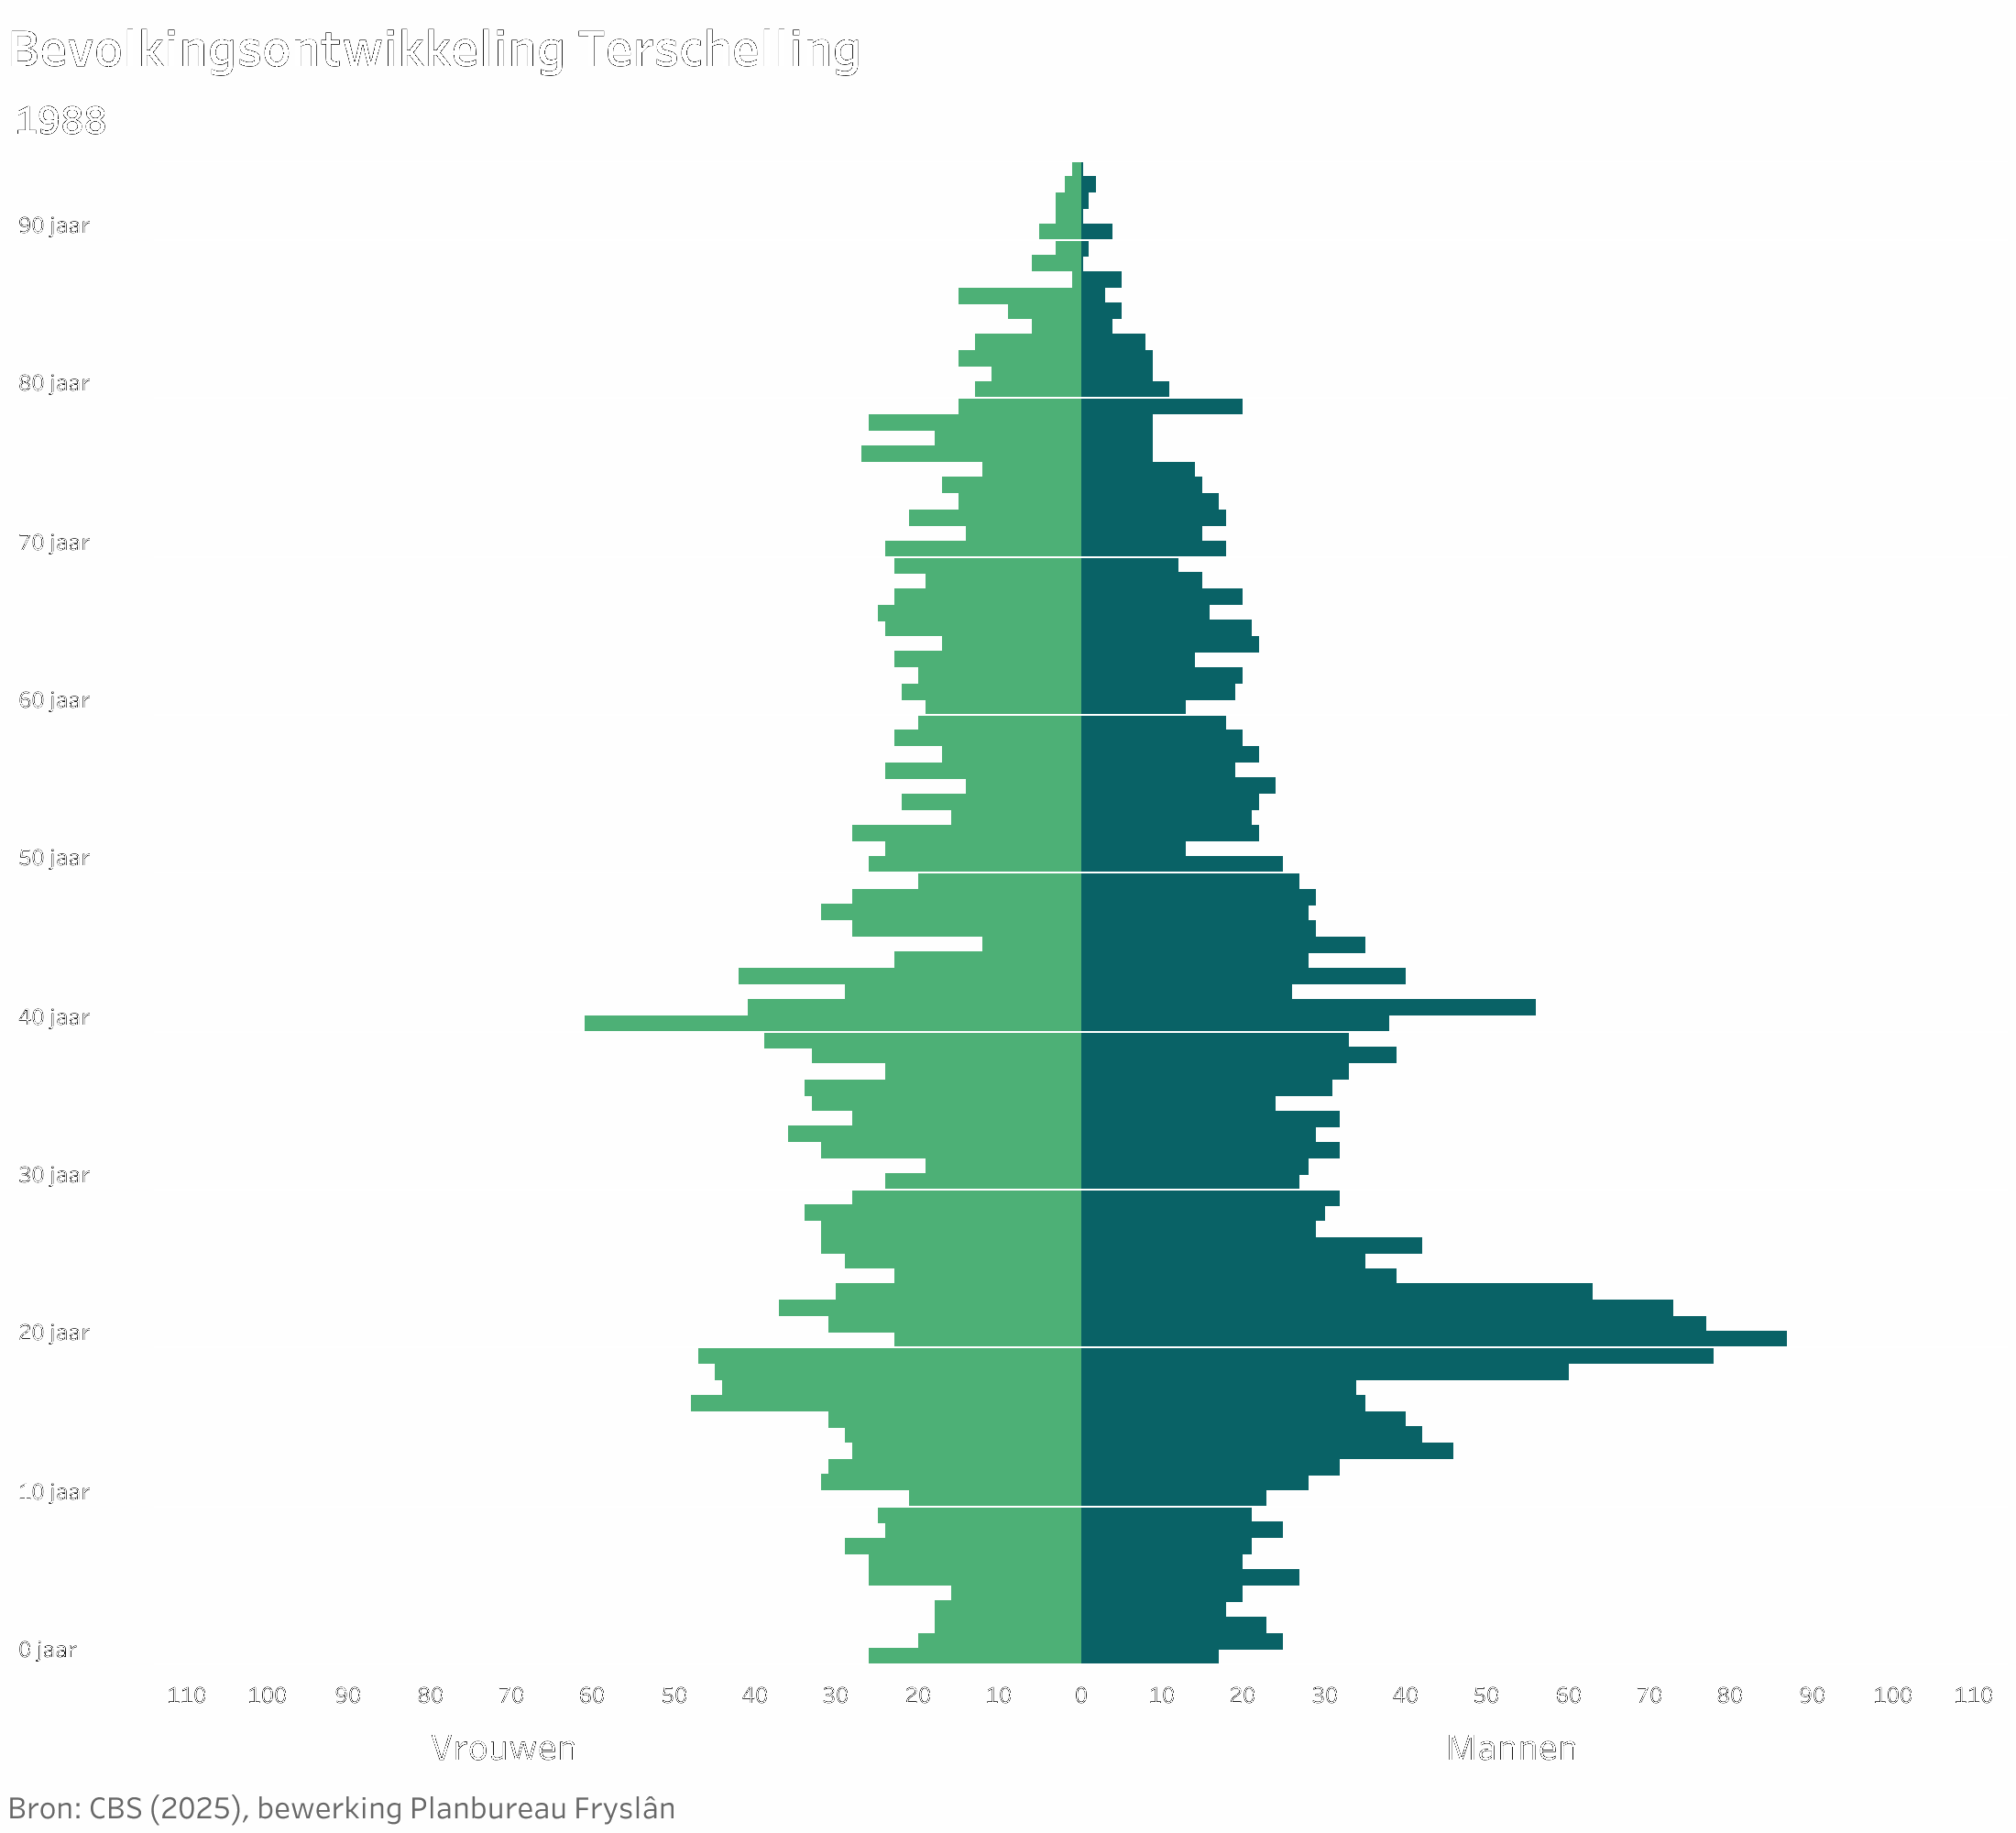 Bevolkingsontwikkeling Terschelling
1988
90 jaar
80 jaar
70 jaar
60 jaar
50 jaar
40 jaar
30 jaar
20 jaar
10 jaar
0 jaar
110 100 90 80 70 60 50 40 30 20 10 0 10 20 30 40 50 60 70 80 90 100 110
Vrouwen Mannen
Bron: CBS (2025), bewerking Planbureau Fryslân